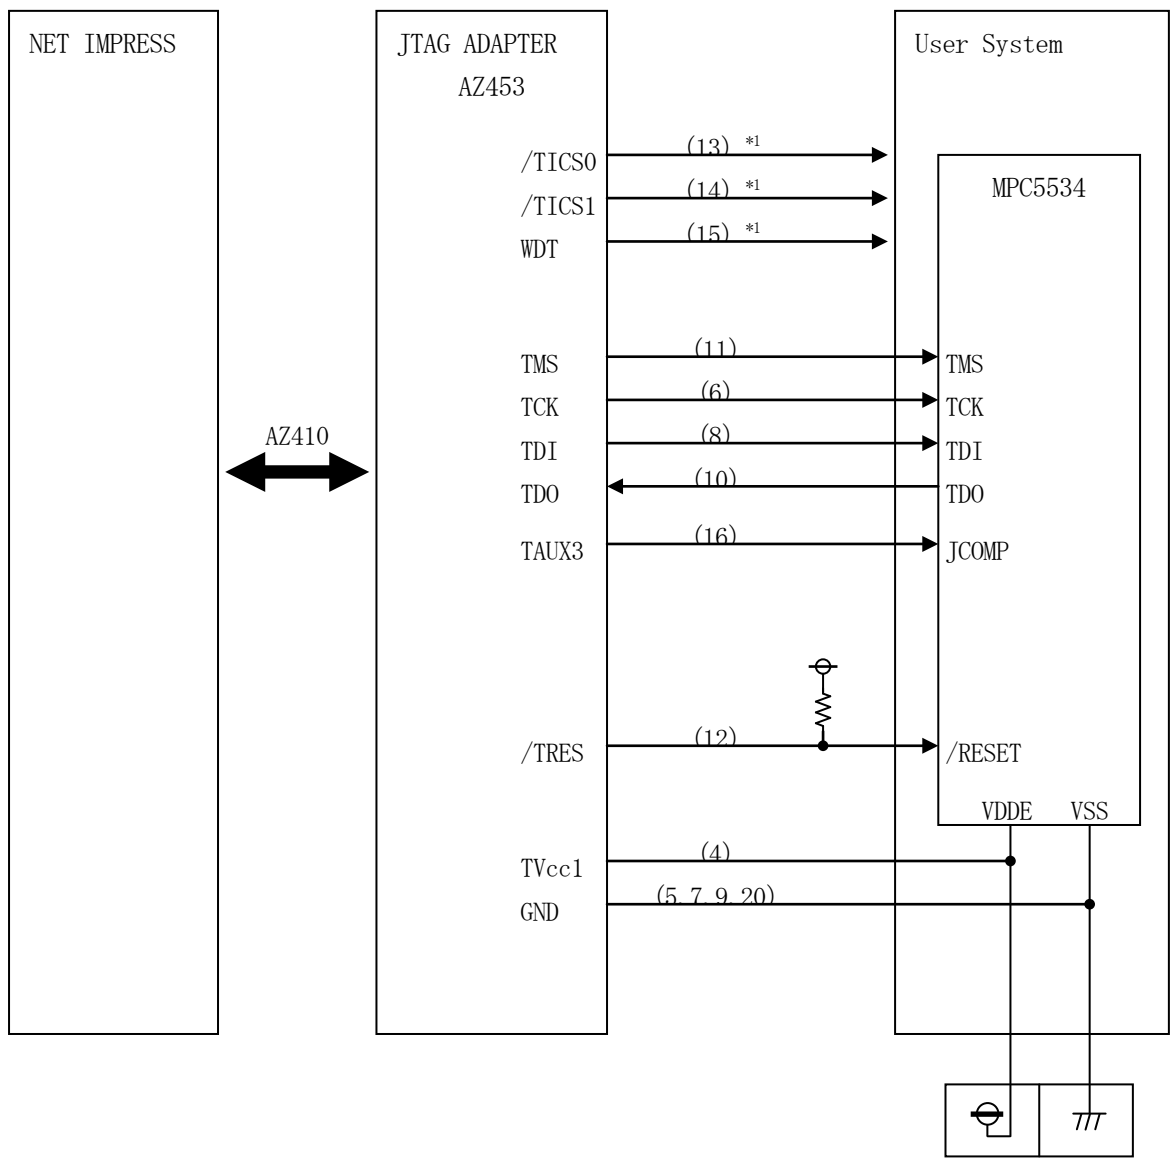 NET IMPRESS
JTAG ADAPTER
AZ453
User System
/TICS0
(13) *1
/TICS1
(14) *1
WDT
(15) *1
MPC5534
TMS
(11)
TMS
TCK
(6)
TCK
AZ410
TDI
(8)
TDI
TDO
(10)
TDO
TAUX3
(16)
JCOMP
/TRES
(12)
/RESET
VDDE
VSS
TVcc1
(4)
GND
(5,7,9,20)